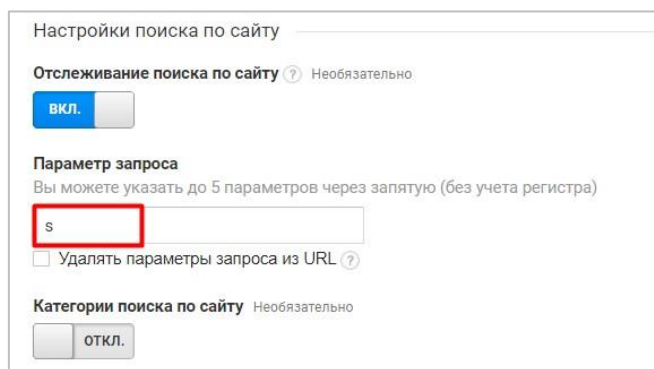 Настройки поиска по сайту
Отслеживание поиска по сайту ? Необязательно
ВКЛ.
Параметр запроса
Вы можете указать до 5 параметров через запятую (без учета регистра)
s
Удалять параметры запроса из URL ?
Категории поиска по сайту Необязательно
ОТКЛ.